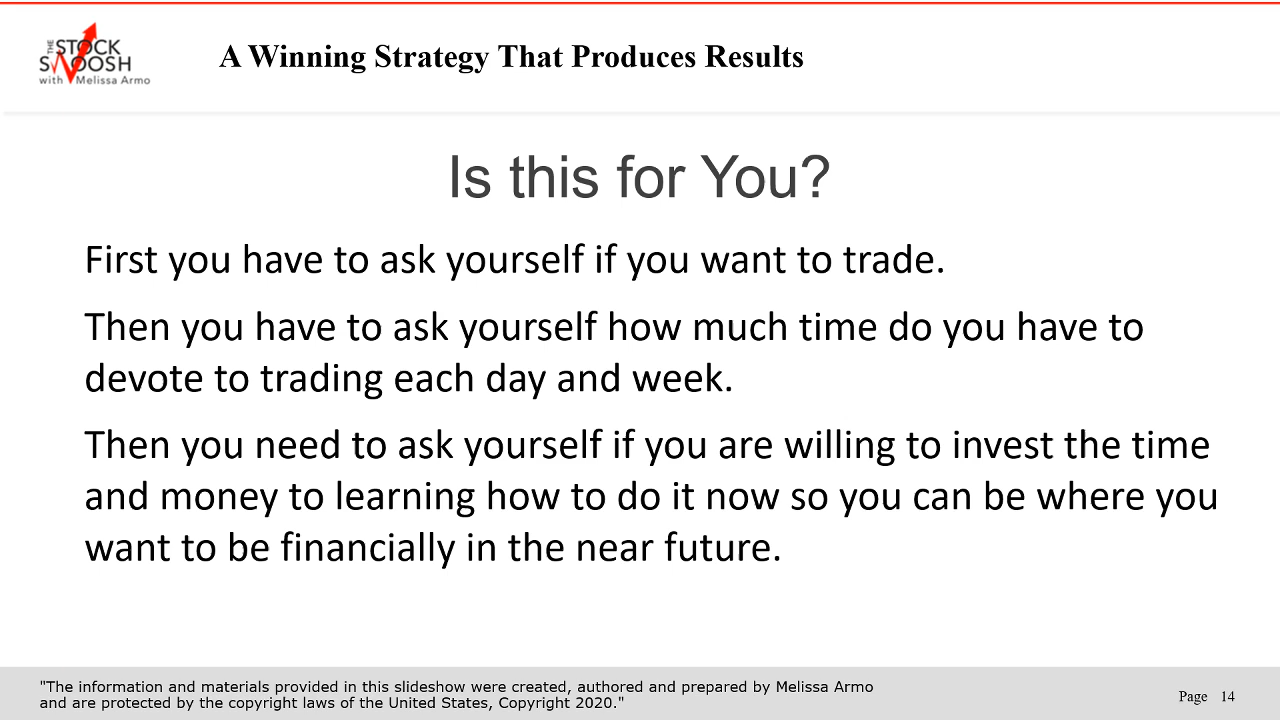 THE
STOCK
SWOOSH
with Melissa Armo
A Winning Strategy That Produces Results
Is this for You?
First you have to ask yourself if you want to trade.
Then you have to ask yourself how much time do you have to
devote to trading each day and week.
Then you need to ask yourself if you are willing to invest the time
and money to learning how to do it now so you can be where you
want to be financially in the near future.
"The information and materials provided in this slideshow were created, authored and prepared by Melissa Armo
and are protected by the copyright laws of the United States, Copyright 2020."
Page 14